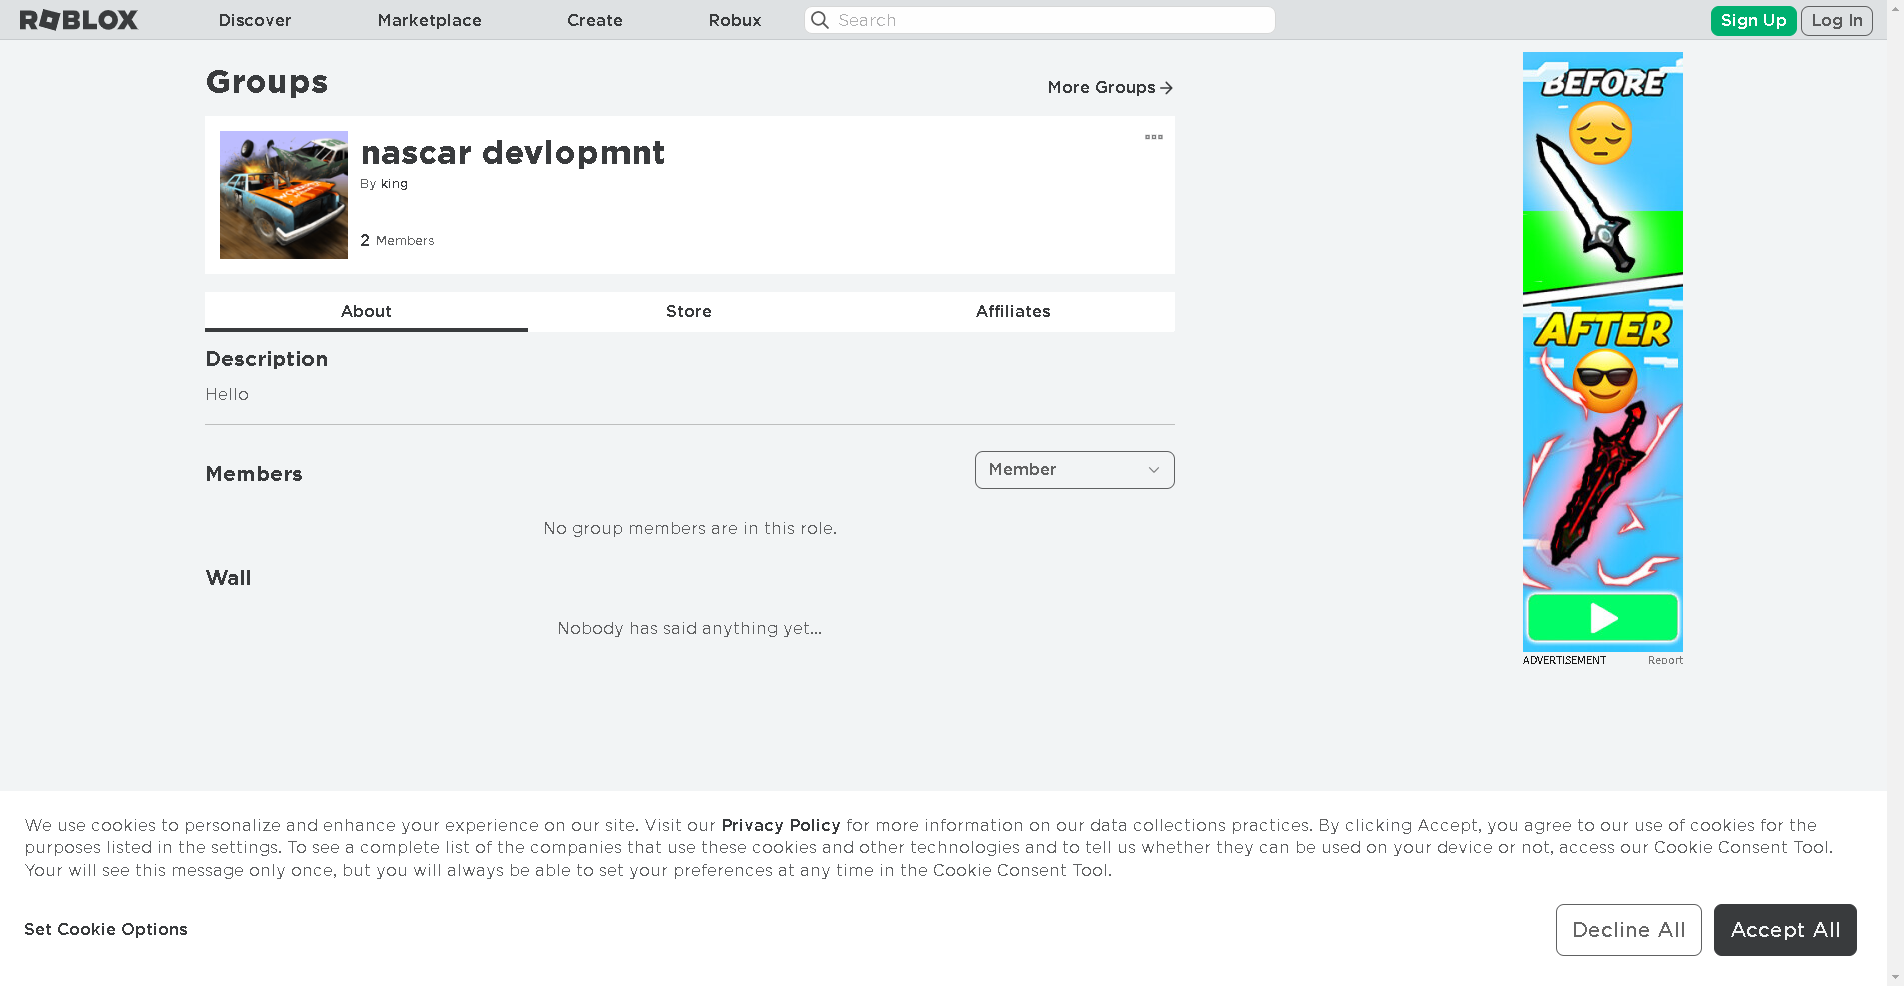 ROBLOX
Discover
Marketplace
Create
Robux
Search
Sign Up
Log In
Groups
More Groups
nascar devlopmnt
By king
2 Members
About
Store
Affiliates
Description
Hello
Members
Member
No group members are in this role.
Wall
Nobody has said anything yet...
BEFORE
AFTER
ADVERTISEMENT
Report
We use cookies to personalize and enhance your experience on our site. Visit our Privacy Policy for more information on our data collections practices. By clicking Accept, you agree to our use of cookies for the
purposes listed in the settings. To see a complete list of the companies that use these cookies and other technologies and to tell us whether they can be used on your device or not, access our Cookie Consent Tool.
Your will see this message only once, but you will always be able to set your preferences at any time in the Cookie Consent Tool.
Set Cookie Options
Decline All
Accept All